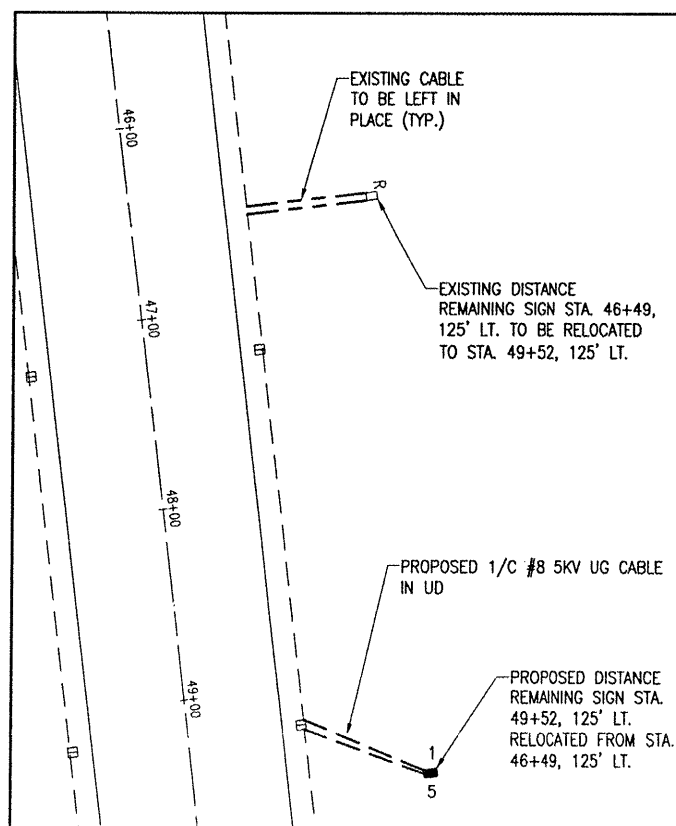 EXISTING CABLE
TO BE LEFT IN
PLACE (TYP.)
46+00
R
EXISTING DISTANCE
REMAINING SIGN STA. 46+49,
125' LT. TO BE RELOCATED
TO STA. 49+52, 125' LT.
47+00
48+00
PROPOSED 1/C #8 5KV UG CABLE
IN UD
49+00
PROPOSED DISTANCE
REMAINING SIGN STA.
49+52, 125' LT.
RELOCATED FROM STA.
46+49, 125' LT.
1
5